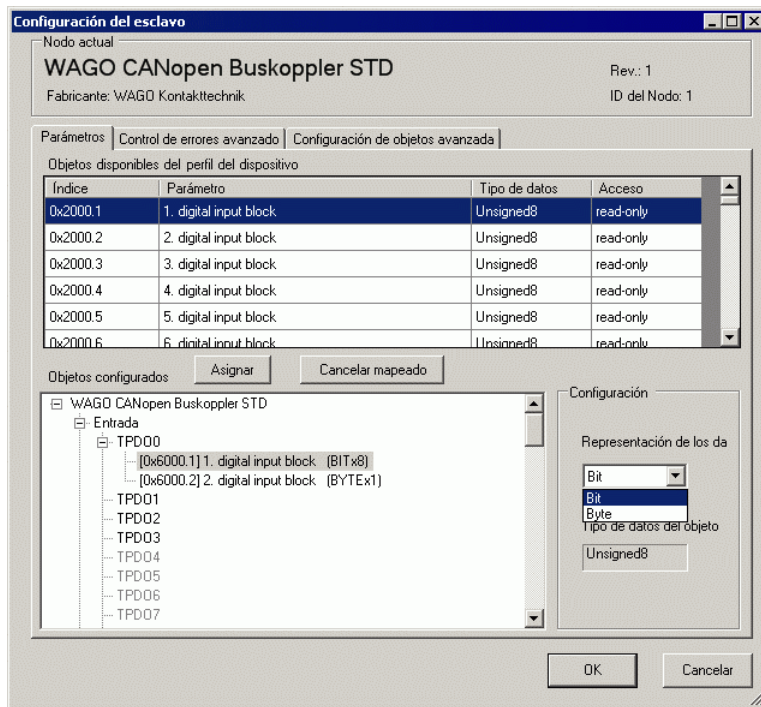 Configuración del esclavo
Nodo actual
WAGO CANopen Buskoppler STD
Rev.: 1
Fabricante: WAGO Kontakttechnik
ID del Nodo: 1
Parámetros
Control de errores avanzado
Configuración de objetos avanzada
Objetos disponibles del perfil del dispositivo
Índice Parámetro Tipo de datos Acceso
0x2000.1 1. digital input block Unsigned8 read-only
0x2000.2 2. digital input block Unsigned8 read-only
0x2000.3 3. digital input block Unsigned8 read-only
0x2000.4 4. digital input block Unsigned8 read-only
0x2000.5 5. digital input block Unsigned8 read-only
0x2000.6 6. digital input block Unsigned8 read-only
Objetos configurados
Asignar
Cancelar mapeado
WAGO CANopen Buskoppler STD
Entrada
TPDO0
[0x6000.1] 1. digital input block (BITx8)
[0x6000.2] 2. digital input block (BYTEx1)
TPDO1
TPDO2
TPDO3
TPDO4
TPDO5
TPDO6
TPDO7
Configuración
Representación de los da
Bit
Bit
Byte
Tipo de datos del objeto
Unsigned8
OK
Cancelar